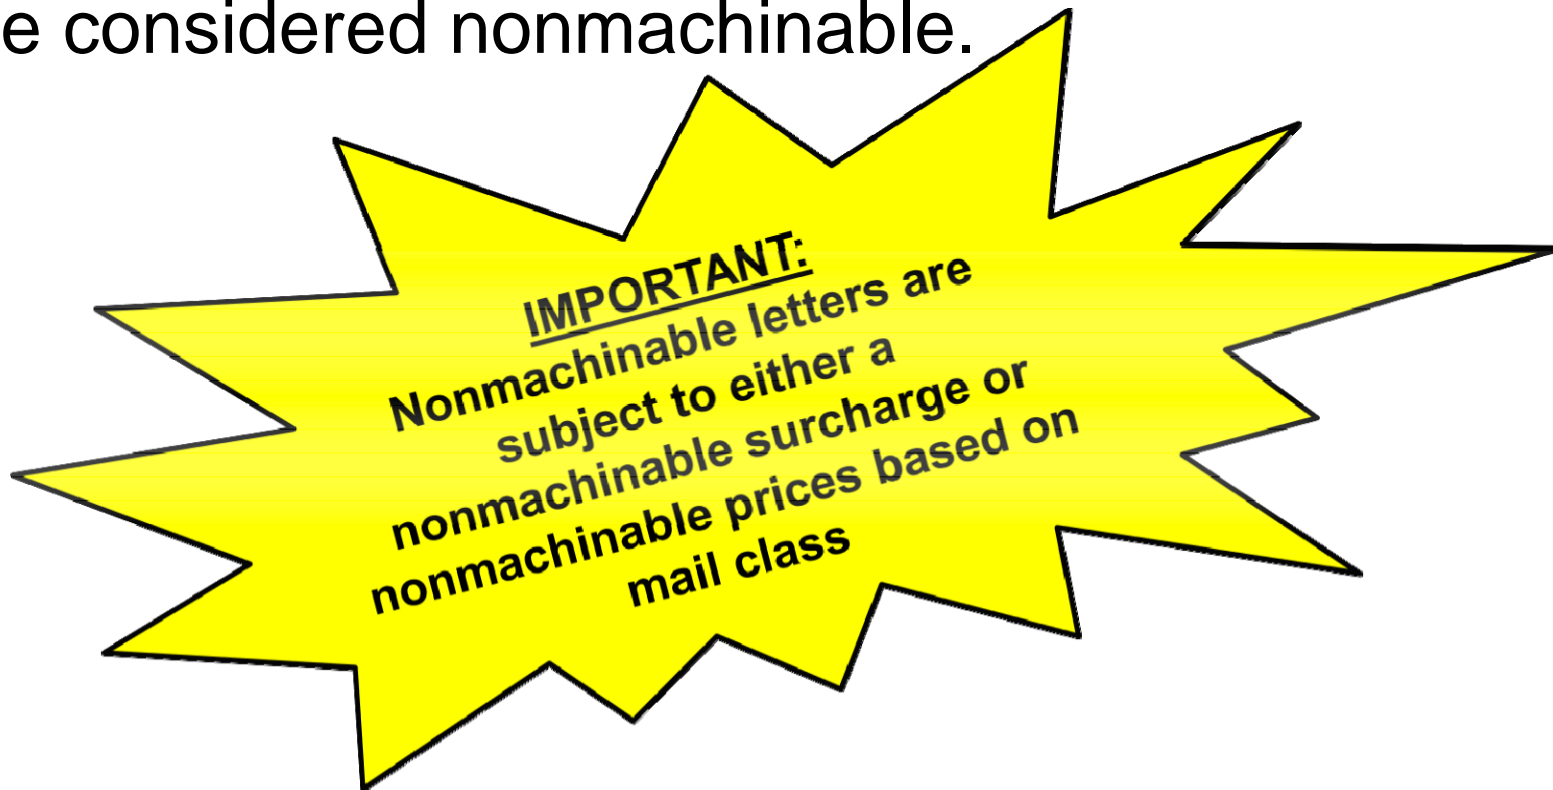 e considered nonmachinable.
IMPORTANT:
Nonmachinable letters are
subject to either a
nonmachinable surcharge or
nonmachinable prices based on
mail class